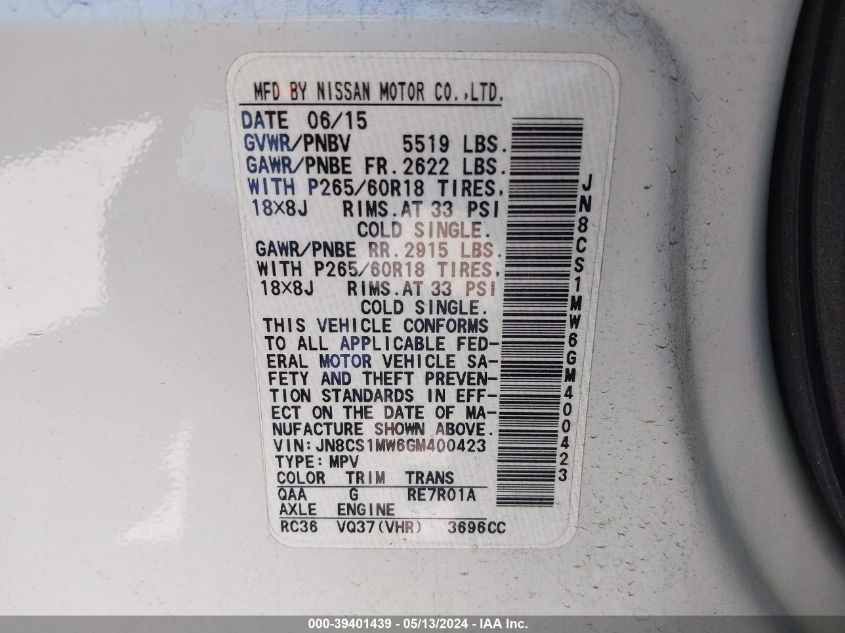 MFD BY NISSAN MOTOR CO.,LTD.
DATE 06/15
GVWR/PNBV 5519 LBS.
GAWR/PNBE FR. 2622 LBS.
WITH P265/60R18 TIRES,
18X8J RIMS. AT 33 PSI
COLD SINGLE.
GAWR/PNBE RR. 2915 LBS.
WITH P265/60R18 TIRES,
18X8J RIMS. AT 33 PSI
COLD SINGLE.
THIS VEHICLE CONFORMS
TO ALL APPLICABLE FED-
ERAL MOTOR VEHICLE SA-
FETY AND THEFT PREVEN-
TION STANDARDS IN EFF-
ECT ON THE DATE OF MA-
NUFACTURE SHOWN ABOVE.
VIN:JN8CS1MW6GM400423
TYPE:MPV
COLOR TRIM TRANS
QAA G RE7R01A
AXLE ENGINE
RC36 VQ37(VHR) 3696CC
JN8CS1MW6GM400423
000-39401439 - 05/13/2024 - IAA Inc.